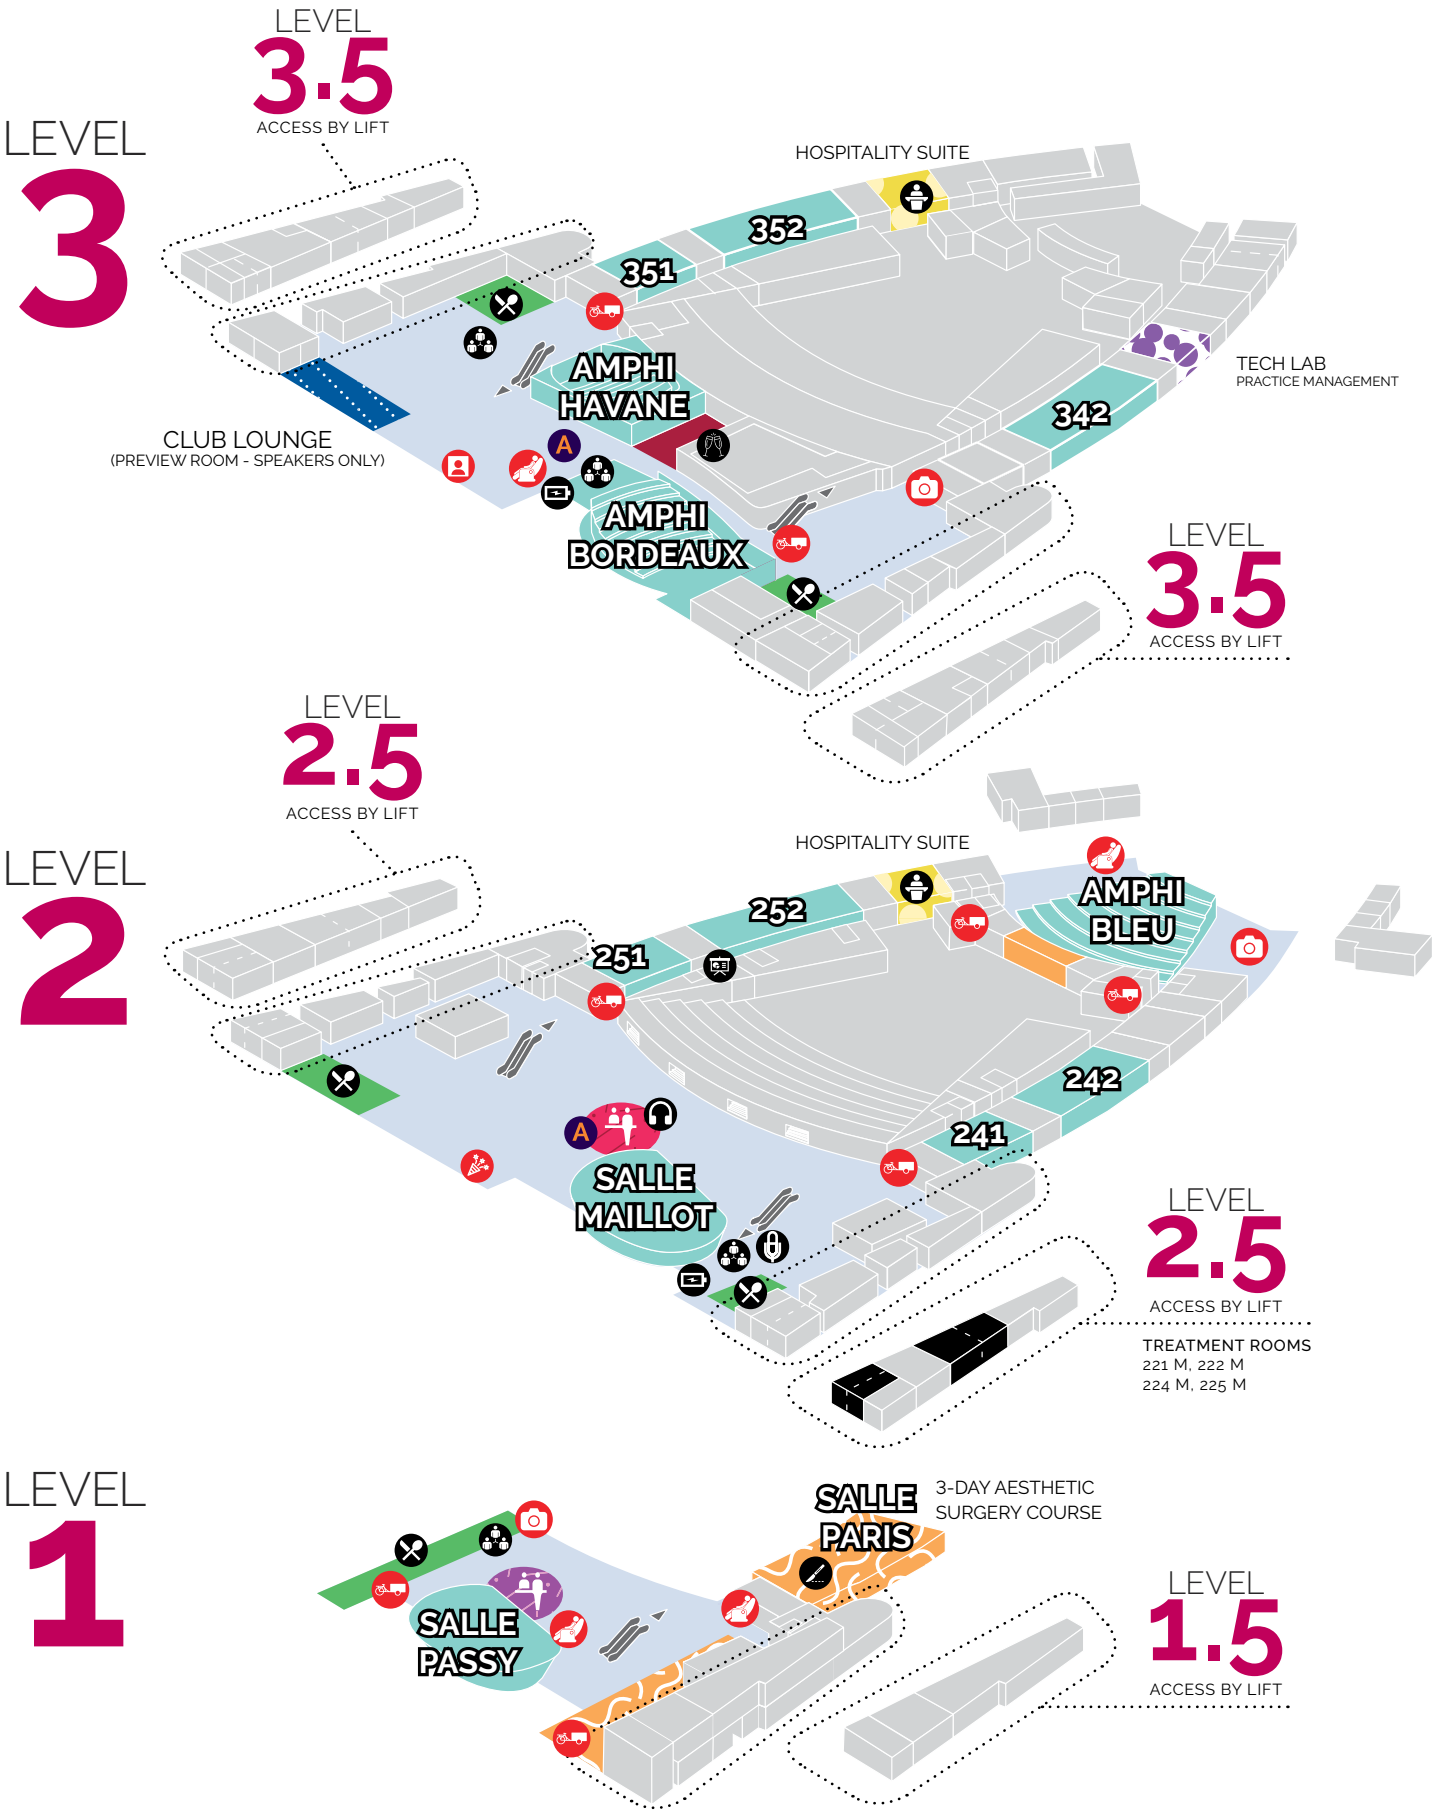 LEVEL
3.5
ACCESS BY LIFT
LEVEL
3
HOSPITALITY SUITE
352
351
AMPHI
HAVANE
TECH LAB
PRACTICE MANAGEMENT
342
CLUB LOUNGE
(PREVIEW ROOM - SPEAKERS ONLY)
A
AMPHI
BORDEAUX
LEVEL
3.5
ACCESS BY LIFT
LEVEL
2.5
ACCESS BY LIFT
LEVEL
2
HOSPITALITY SUITE
AMPHI
BLEU
252
251
242
241
A
SALLE
MAILLOT
LEVEL
2.5
ACCESS BY LIFT
TREATMENT ROOMS
221 M, 222 M
224 M, 225 M
LEVEL
1
SALLE
PARIS
3-DAY AESTHETIC
SURGERY COURSE
SALLE
PASSY
LEVEL
1.5
ACCESS BY LIFT